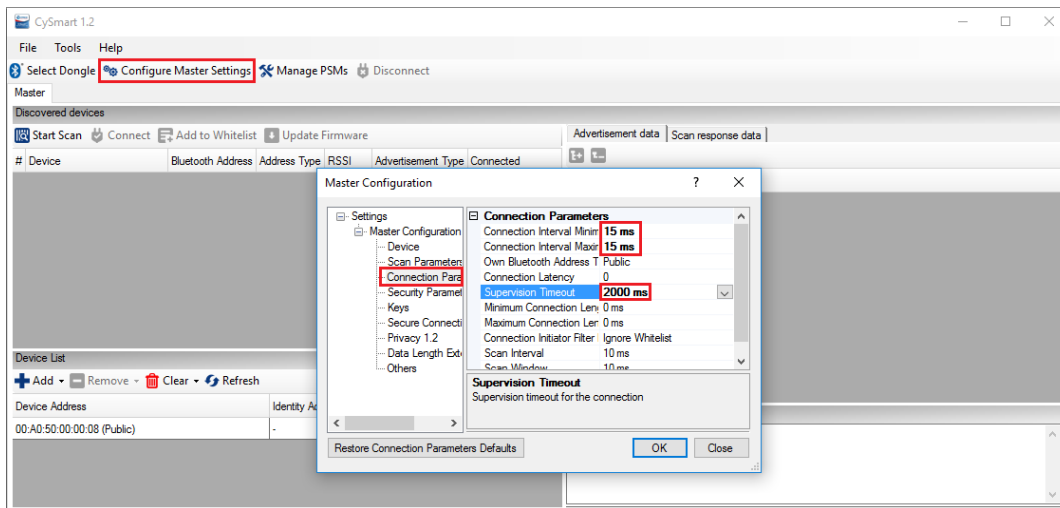 CySmart 1.2
File Tools Help
Select Dongle Configure Master Settings Manage PSMs Disconnect
Master
Discovered devices
Start Scan Connect Add to Whitelist Update Firmware
Advertisement data Scan response data
# Device Bluetooth Address Address Type RSSI Advertisement Type Connected
Master Configuration ? ×
Settings
Master Configuration
Device
Scan Parameters
Connection Para
Security Paramet
Keys
Secure Connecti
Privacy 1.2
Data Length Exte
Others
Connection Parameters
Connection Interval Minim 15 ms
Connection Interval Maxim 15 ms
Own Bluetooth Address T Public
Connection Latency 0
Supervision Timeout 2000 ms
Minimum Connection Leng 0 ms
Maximum Connection Len 0 ms
Connection Initiator Filter Ignore Whitelist
Scan Interval 10 ms
Scan Window 10 ms
Supervision Timeout
Supervision timeout for the connection
Restore Connection Parameters Defaults OK Close
Device List
Add Remove Clear Refresh
Device Address Identity Ad
00:A0:50:00:00:08 (Public) -